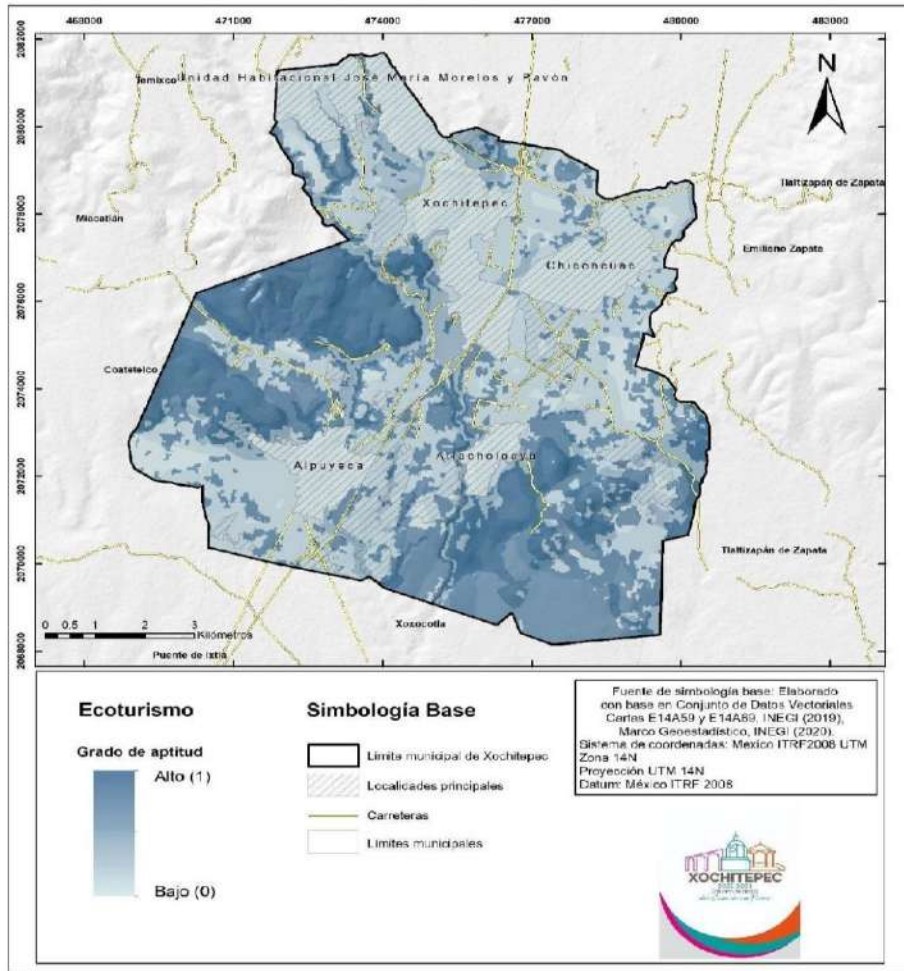 468000 471000 474000 477000 480000 483000
2082000
2080000
2078000
2076000
2074000
2072000
2070000
2068000
N
Temixco
Unidad Habitacional José María Morelos y Pavón
Tlaltizapán de Zapata
Miacatlán
Xochitepec
Emiliano Zapata
Chiconcuac
Coatetelco
Alpuyeca
Atlacholoaya
Tlaltizapán de Zapata
Xoxocotla
0 0.5 1 2 3
Kilómetros
Puente de Ixtla
Ecoturismo
Grado de aptitud
Alto (1)
Bajo (0)
Simbología Base
Límite municipal de Xochitepec
Localidades principales
Carreteras
Límites municipales
Fuente de simbología base: Elaborado
con base en Conjunto de Datos Vectoriales
Cartas E14A59 y E14A69, INEGI (2019),
Marco Geoestadístico, INEGI (2020).
Sistema de coordenadas: Mexico ITRF2008 UTM
Zona 14N
Proyección UTM 14N
Datum: México ITRF 2008
XOCHITEPEC